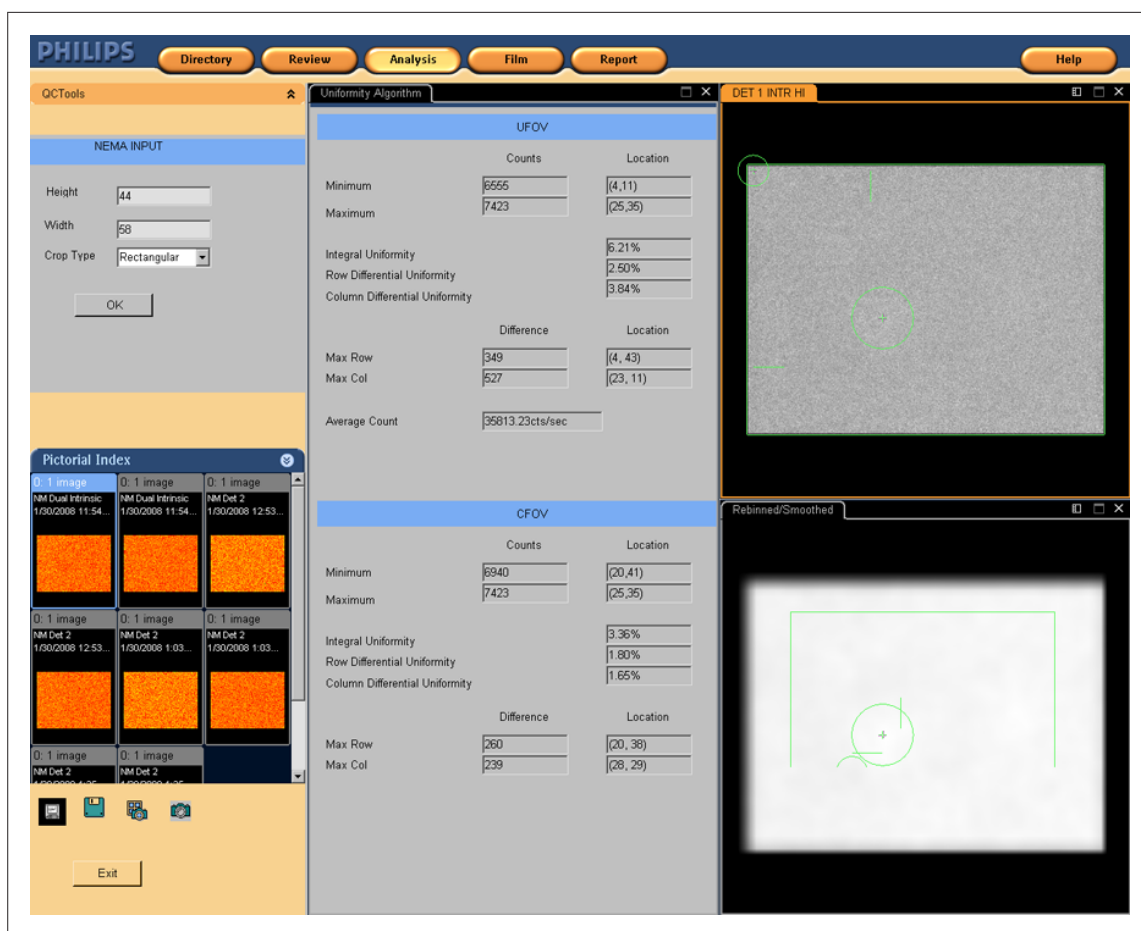 PHILIPS
Directory Review Analysis Film Report Help
QCTools
NEMA INPUT
Height 44
Width 58
Crop Type Rectangular
OK
Pictorial Index
0: 1 image 0: 1 image 0: 1 image
NM Dual Intrinsic NM Dual Intrinsic NM Det 2
1/30/2008 11:54... 1/30/2008 11:54... 1/30/2008 12:53...
0: 1 image 0: 1 image 0: 1 image
NM Det 2 NM Det 2 NM Det 2
1/30/2008 12:53... 1/30/2008 1:03... 1/30/2008 1:03...
0: 1 image 0: 1 image
NM Det 2 NM Det 2
Exit
Uniformity Algorithm
UFOV
Counts Location
Minimum 6555 (4,11)
Maximum 7423 (25,35)
Integral Uniformity 6.21%
Row Differential Uniformity 2.50%
Column Differential Uniformity 3.84%
Difference Location
Max Row 349 (4, 43)
Max Col 527 (23, 11)
Average Count 35813.23cts/sec
CFOV
Counts Location
Minimum 6940 (20,41)
Maximum 7423 (25,35)
Integral Uniformity 3.36%
Row Differential Uniformity 1.80%
Column Differential Uniformity 1.65%
Difference Location
Max Row 260 (20, 38)
Max Col 239 (28, 29)
DET 1 INTR HI
Rebinned/Smoothed